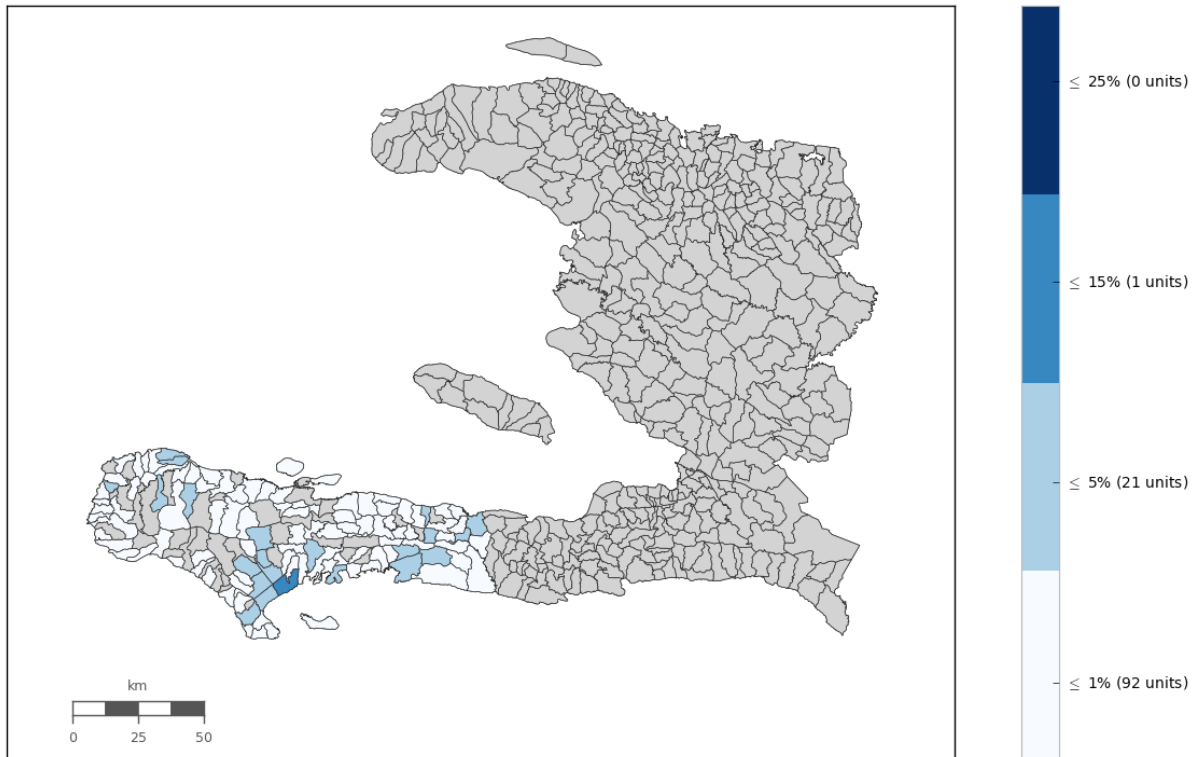 ≤ 25% (0 units)
≤ 15% (1 units)
≤ 5% (21 units)
≤ 1% (92 units)
km
0 25 50